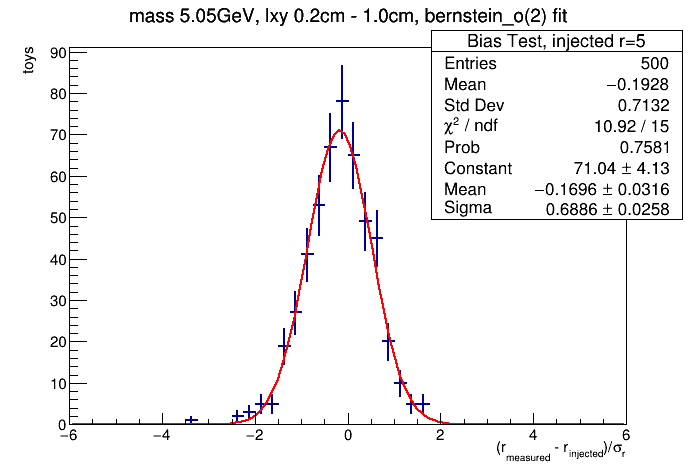 mass 5.05GeV, lxy 0.2cm - 1.0cm, bernstein_o(2) fit
Bias Test, injected r=5
Entries 500
Mean −0.1928
Std Dev 0.7132
χ² / ndf 10.92 / 15
Prob 0.7581
Constant 71.04 ± 4.13
Mean −0.1696 ± 0.0316
Sigma 0.6886 ± 0.0258
toys
90
80
70
60
50
40
30
20
10
0
−6 −4 −2 0 2 4 6
(r_measured - r_injected)/σ_r